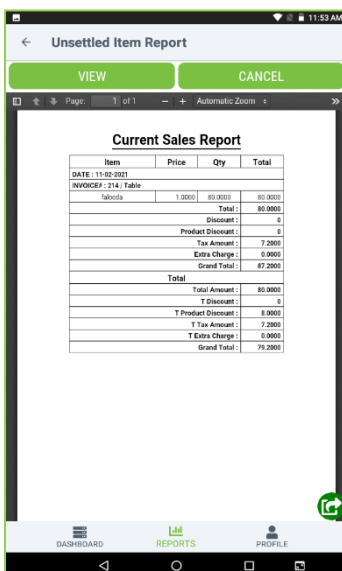 11:53 AM
Unsettled Item Report
VIEW CANCEL
Page: 1 of 1 − + Automatic Zoom
Current Sales Report
Item Price Qty Total
DATE : 11-02-2021
INVOICE# : 214 / Table
falooda 1.0000 80.0000 80.0000
Total : 80.0000
Discount : 0
Product Discount : 0
Tax Amount : 7.2000
Extra Charge : 0.0000
Grand Total : 87.2000
Total
Total Amount : 80.0000
T Discount : 0
T Product Discount : 8.0000
T Tax Amount : 7.2000
T Extra Charge : 0.0000
Grand Total : 79.2000
DASHBOARD REPORTS PROFILE